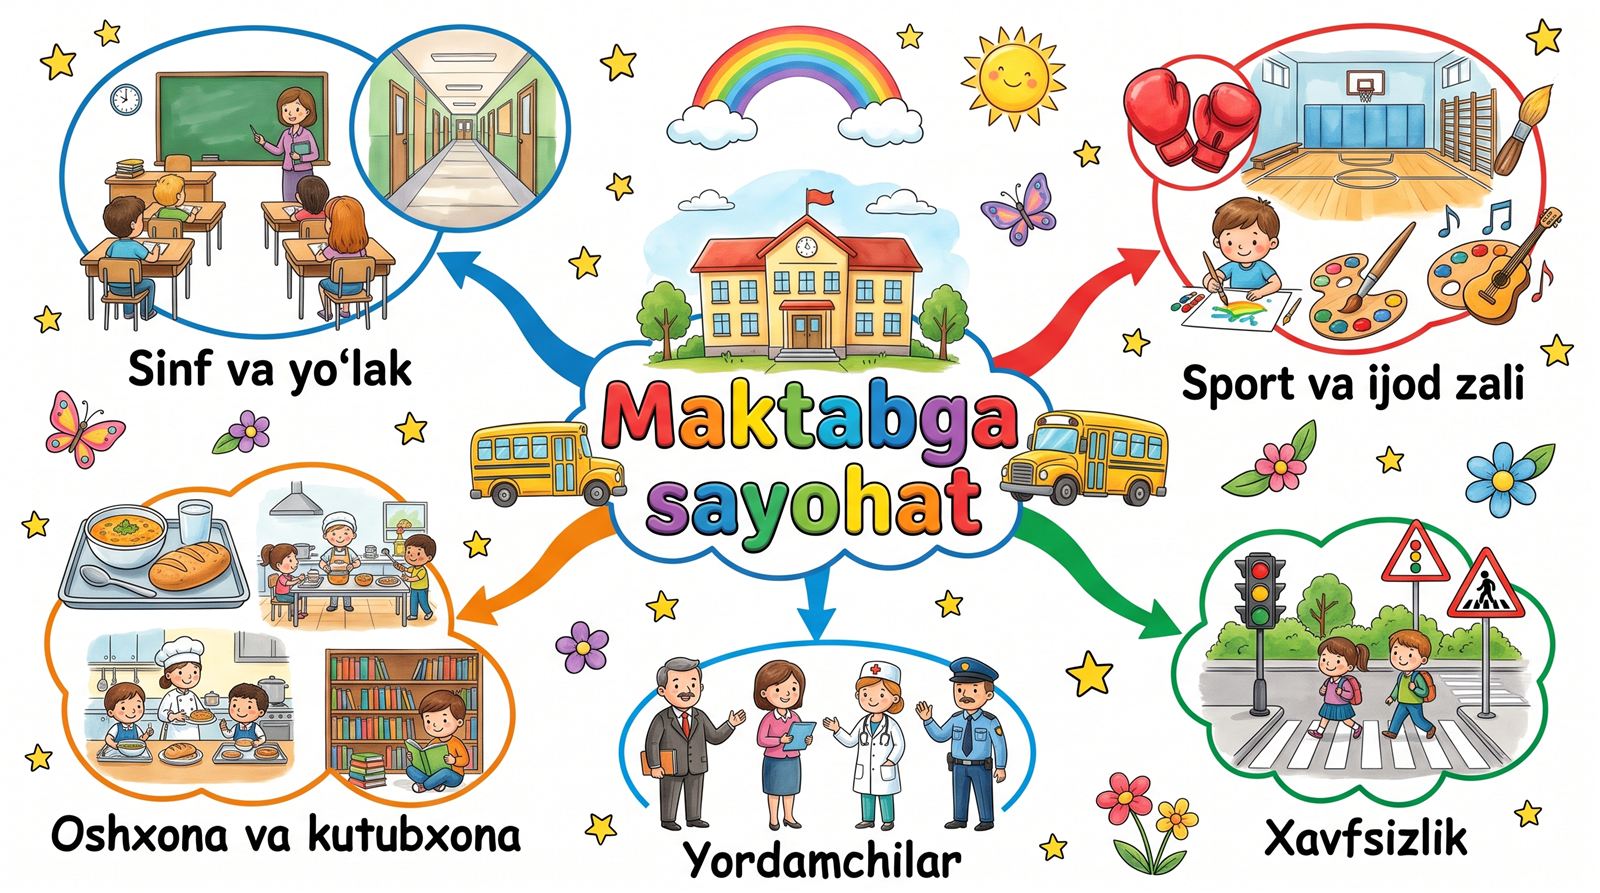 Sinf va yo‘lak
Sport va ijod zali
Maktabga
sayohat
Oshxona va kutubxona
Yordamchilar
Xavfsizlik